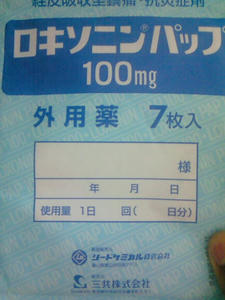 経皮吸収型鎮痛・抗炎症剤
ロキソニン®パップ
100mg
外用薬 7枚入
様
年 月 日
使用量 1日 回( 日分)
三共株式会社